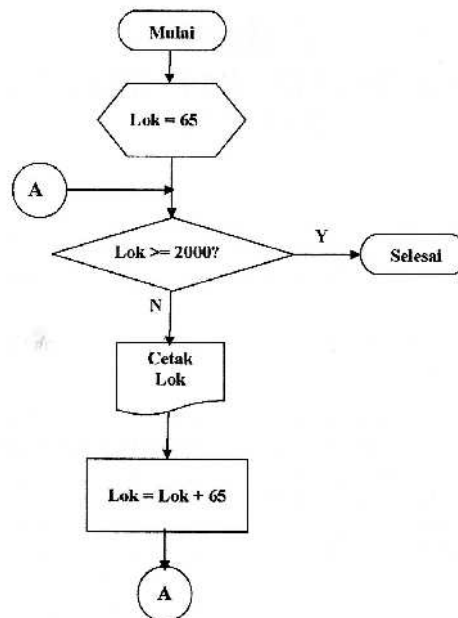 Mulai
Lok = 65
A
Lok >= 2000?
Y
Selesai
N
Cetak
Lok
Lok = Lok + 65
A